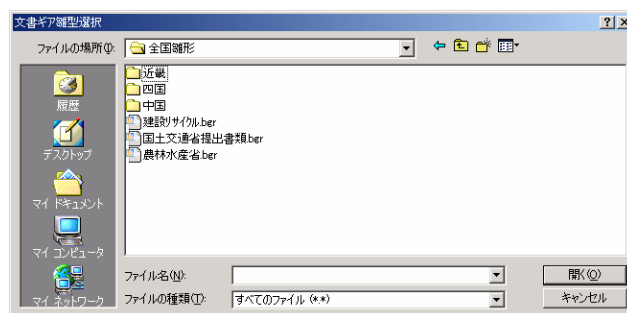 文書ギア雛型選択
ファイルの場所(I): 全国雛形
履歴
デスクトップ
マイ ドキュメント
マイ コンピュータ
マイ ネットワーク
近畿
四国
中国
建設リサイクル.bgr
国土交通省提出書類.bgr
農林水産省.bgr
ファイル名(N): 開く(O)
ファイルの種類(T): すべてのファイル (*.*) キャンセル